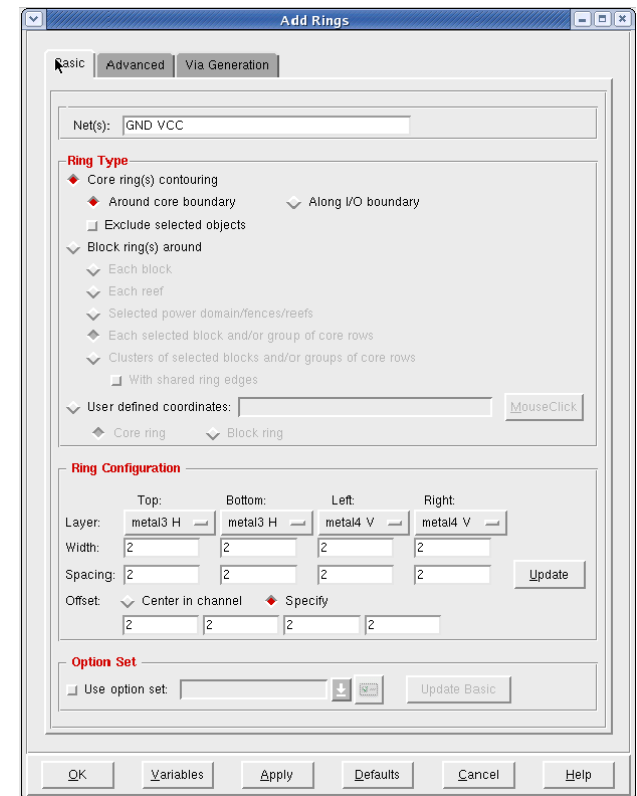 Add Rings
Basic Advanced Via Generation
Net(s): GND VCC
Ring Type
Core ring(s) contouring
Around core boundary Along I/O boundary
Exclude selected objects
Block ring(s) around
Each block
Each reef
Selected power domain/fences/reefs
Each selected block and/or group of core rows
Clusters of selected blocks and/or groups of core rows
With shared ring edges
User defined coordinates: MouseClick
Core ring Block ring
Ring Configuration
Top: Bottom: Left: Right:
Layer: metal3 H metal3 H metal4 V metal4 V
Width: 2 2 2 2
Spacing: 2 2 2 2 Update
Offset: Center in channel Specify
2 2 2 2
Option Set
Use option set: Update Basic
OK Variables Apply Defaults Cancel Help